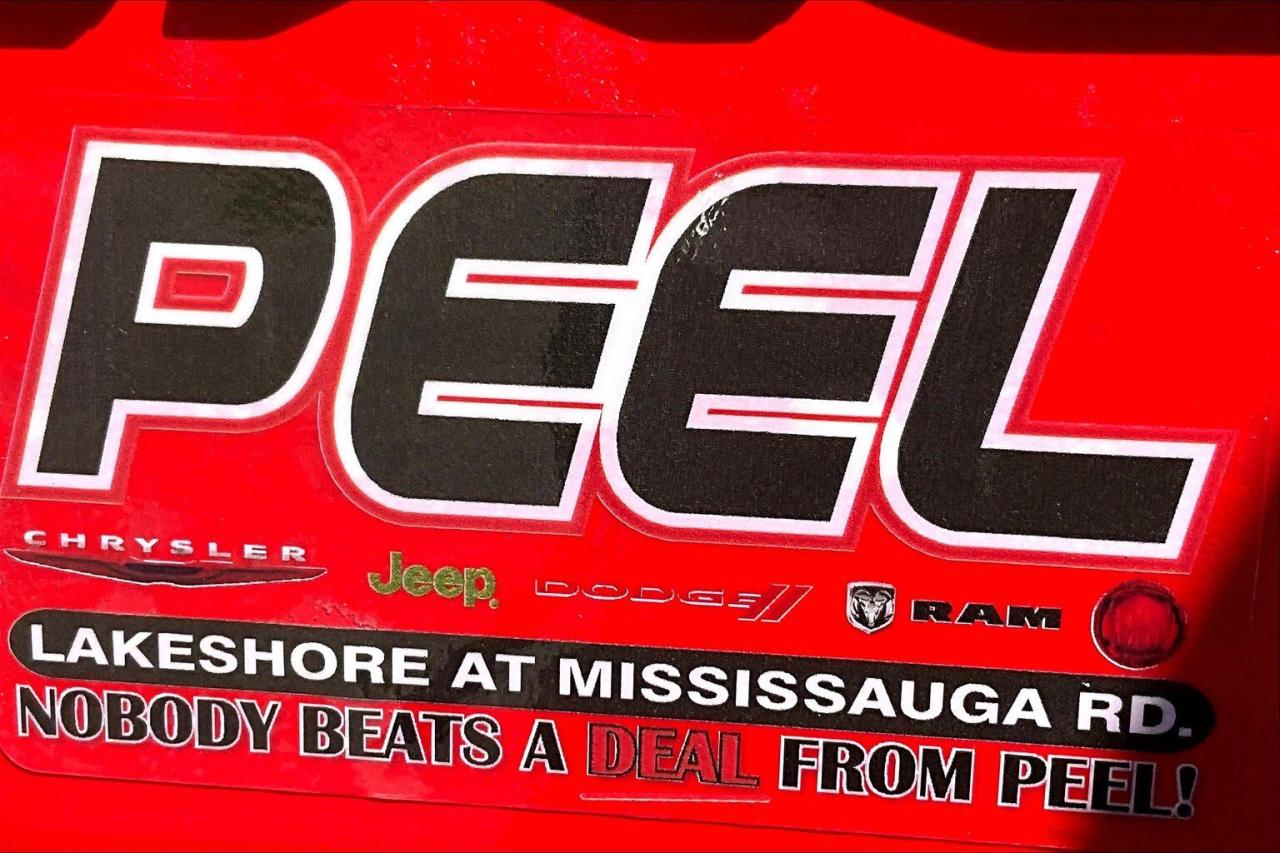 PEEL
CHRYSLER Jeep DODGE RAM
LAKESHORE AT MISSISSAUGA RD.
NOBODY BEATS A DEAL FROM PEEL!